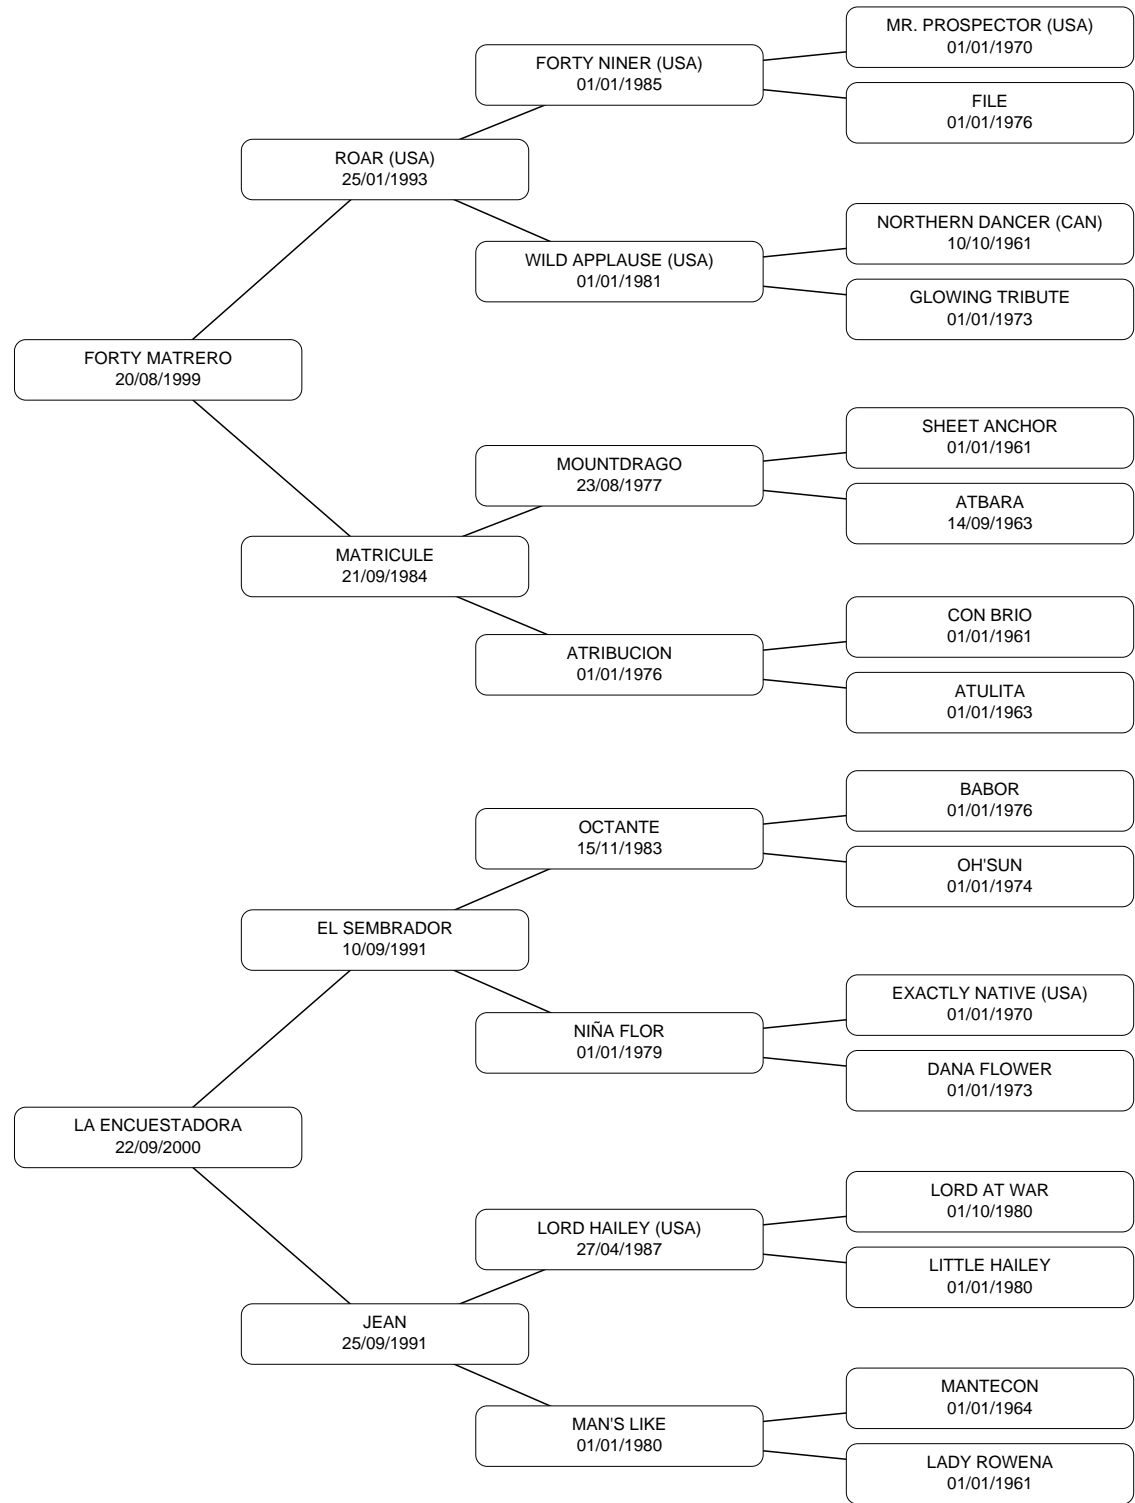 MR. PROSPECTOR (USA)
01/01/1970
FORTY NINER (USA)
01/01/1985
FILE
01/01/1976
ROAR (USA)
25/01/1993
NORTHERN DANCER (CAN)
10/10/1961
WILD APPLAUSE (USA)
01/01/1981
GLOWING TRIBUTE
01/01/1973
FORTY MATRERO
20/08/1999
SHEET ANCHOR
01/01/1961
MOUNTDRAGO
23/08/1977
ATBARA
14/09/1963
MATRICULE
21/09/1984
CON BRIO
01/01/1961
ATRIBUCION
01/01/1976
ATULITA
01/01/1963
BABOR
01/01/1976
OCTANTE
15/11/1983
OH'SUN
01/01/1974
EL SEMBRADOR
10/09/1991
EXACTLY NATIVE (USA)
01/01/1970
NIÑA FLOR
01/01/1979
DANA FLOWER
01/01/1973
LA ENCUESTADORA
22/09/2000
LORD AT WAR
01/10/1980
LORD HAILEY (USA)
27/04/1987
LITTLE HAILEY
01/01/1980
JEAN
25/09/1991
MANTECON
01/01/1964
MAN'S LIKE
01/01/1980
LADY ROWENA
01/01/1961